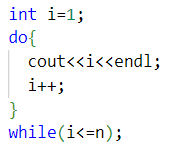 int i=1;
do{
cout<<i<<endl;
i++;
}
while(i<=n);